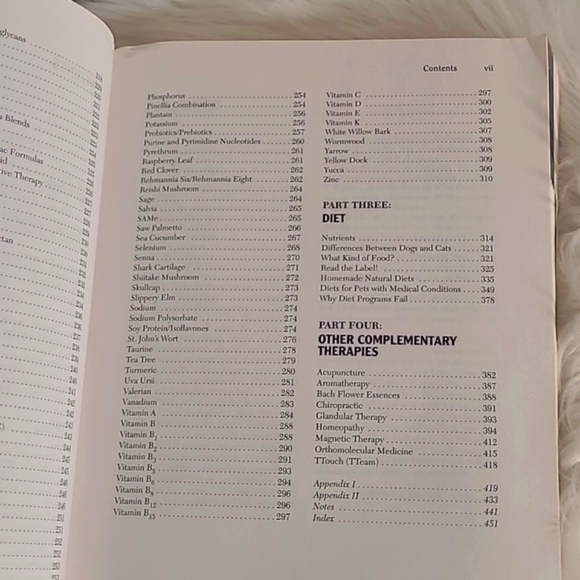 glycans
a Blends
Formulas
Therapy
Contents vii
Phosphorus 254
Pinellia Combination 254
Plantain 256
Potassium 256
Probiotics/Prebiotics 257
Purine and Pyrimidine Nucleotides 260
Pyrethrum 261
Raspberry Leaf 261
Red Clover 262
Rehmannia Six/Rehmannia Eight 262
Reishi Mushroom 264
Sage 264
Salvia 265
SAMe 265
Saw Palmetto 266
Sea Cucumber 267
Selenium 268
Senna 270
Shark Cartilage 271
Shiitake Mushroom 272
Skullcap 273
Slippery Elm 273
Sodium 274
Sodium Polysorbate 274
Soy Protein/Isoflavones 274
St. John's Wort 276
Taurine 278
Tea Tree 279
Turmeric 280
Uva Ursi 281
Valerian 282
Vanadium 283
Vitamin A 284
Vitamin B 288
Vitamin B1 288
Vitamin B2 290
Vitamin B3 291
Vitamin B5 293
Vitamin B6 294
Vitamin 296
Vitamin B12 296
Vitamin B15 297
Vitamin C 297
Vitamin D 300
Vitamin E 302
Vitamin K 305
White Willow Bark 307
Wormwood 308
Yarrow 308
Yellow Dock 309
Yucca 309
Zinc 310
PART THREE:
DIET
Nutrients 314
Differences Between Dogs and Cats 321
What Kind of Food? 321
Read the Label! 325
Homemade Natural Diets 335
Diets for Pets with Medical Conditions 349
Why Diet Programs Fail 378
PART FOUR:
OTHER COMPLEMENTARY
THERAPIES
Acupuncture 382
Aromatherapy 387
Bach Flower Essences 388
Chiropractic 391
Glandular Therapy 393
Homeopathy 394
Magnetic Therapy 412
Orthomolecular Medicine 415
TTouch (TTeam) 418
Appendix I 419
Appendix II 433
Notes 441
Index 451